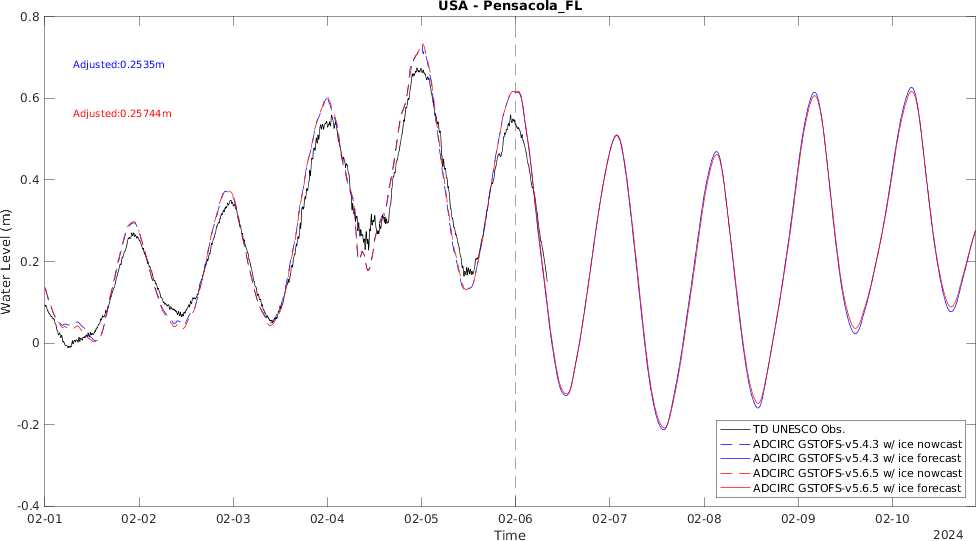 USA - Pensacola_FL
0.8
0.6
0.4
0.2
0
-0.2
-0.4
Water Level (m)
Adjusted:0.2535m
Adjusted:0.25744m
TD UNESCO Obs.
ADCIRC GSTOFS-v5.4.3 w/ ice nowcast
ADCIRC GSTOFS-v5.4.3 w/ ice forecast
ADCIRC GSTOFS-v5.6.5 w/ ice nowcast
ADCIRC GSTOFS-v5.6.5 w/ ice forecast
02-01 02-02 02-03 02-04 02-05 02-06 02-07 02-08 02-09 02-10
Time
2024